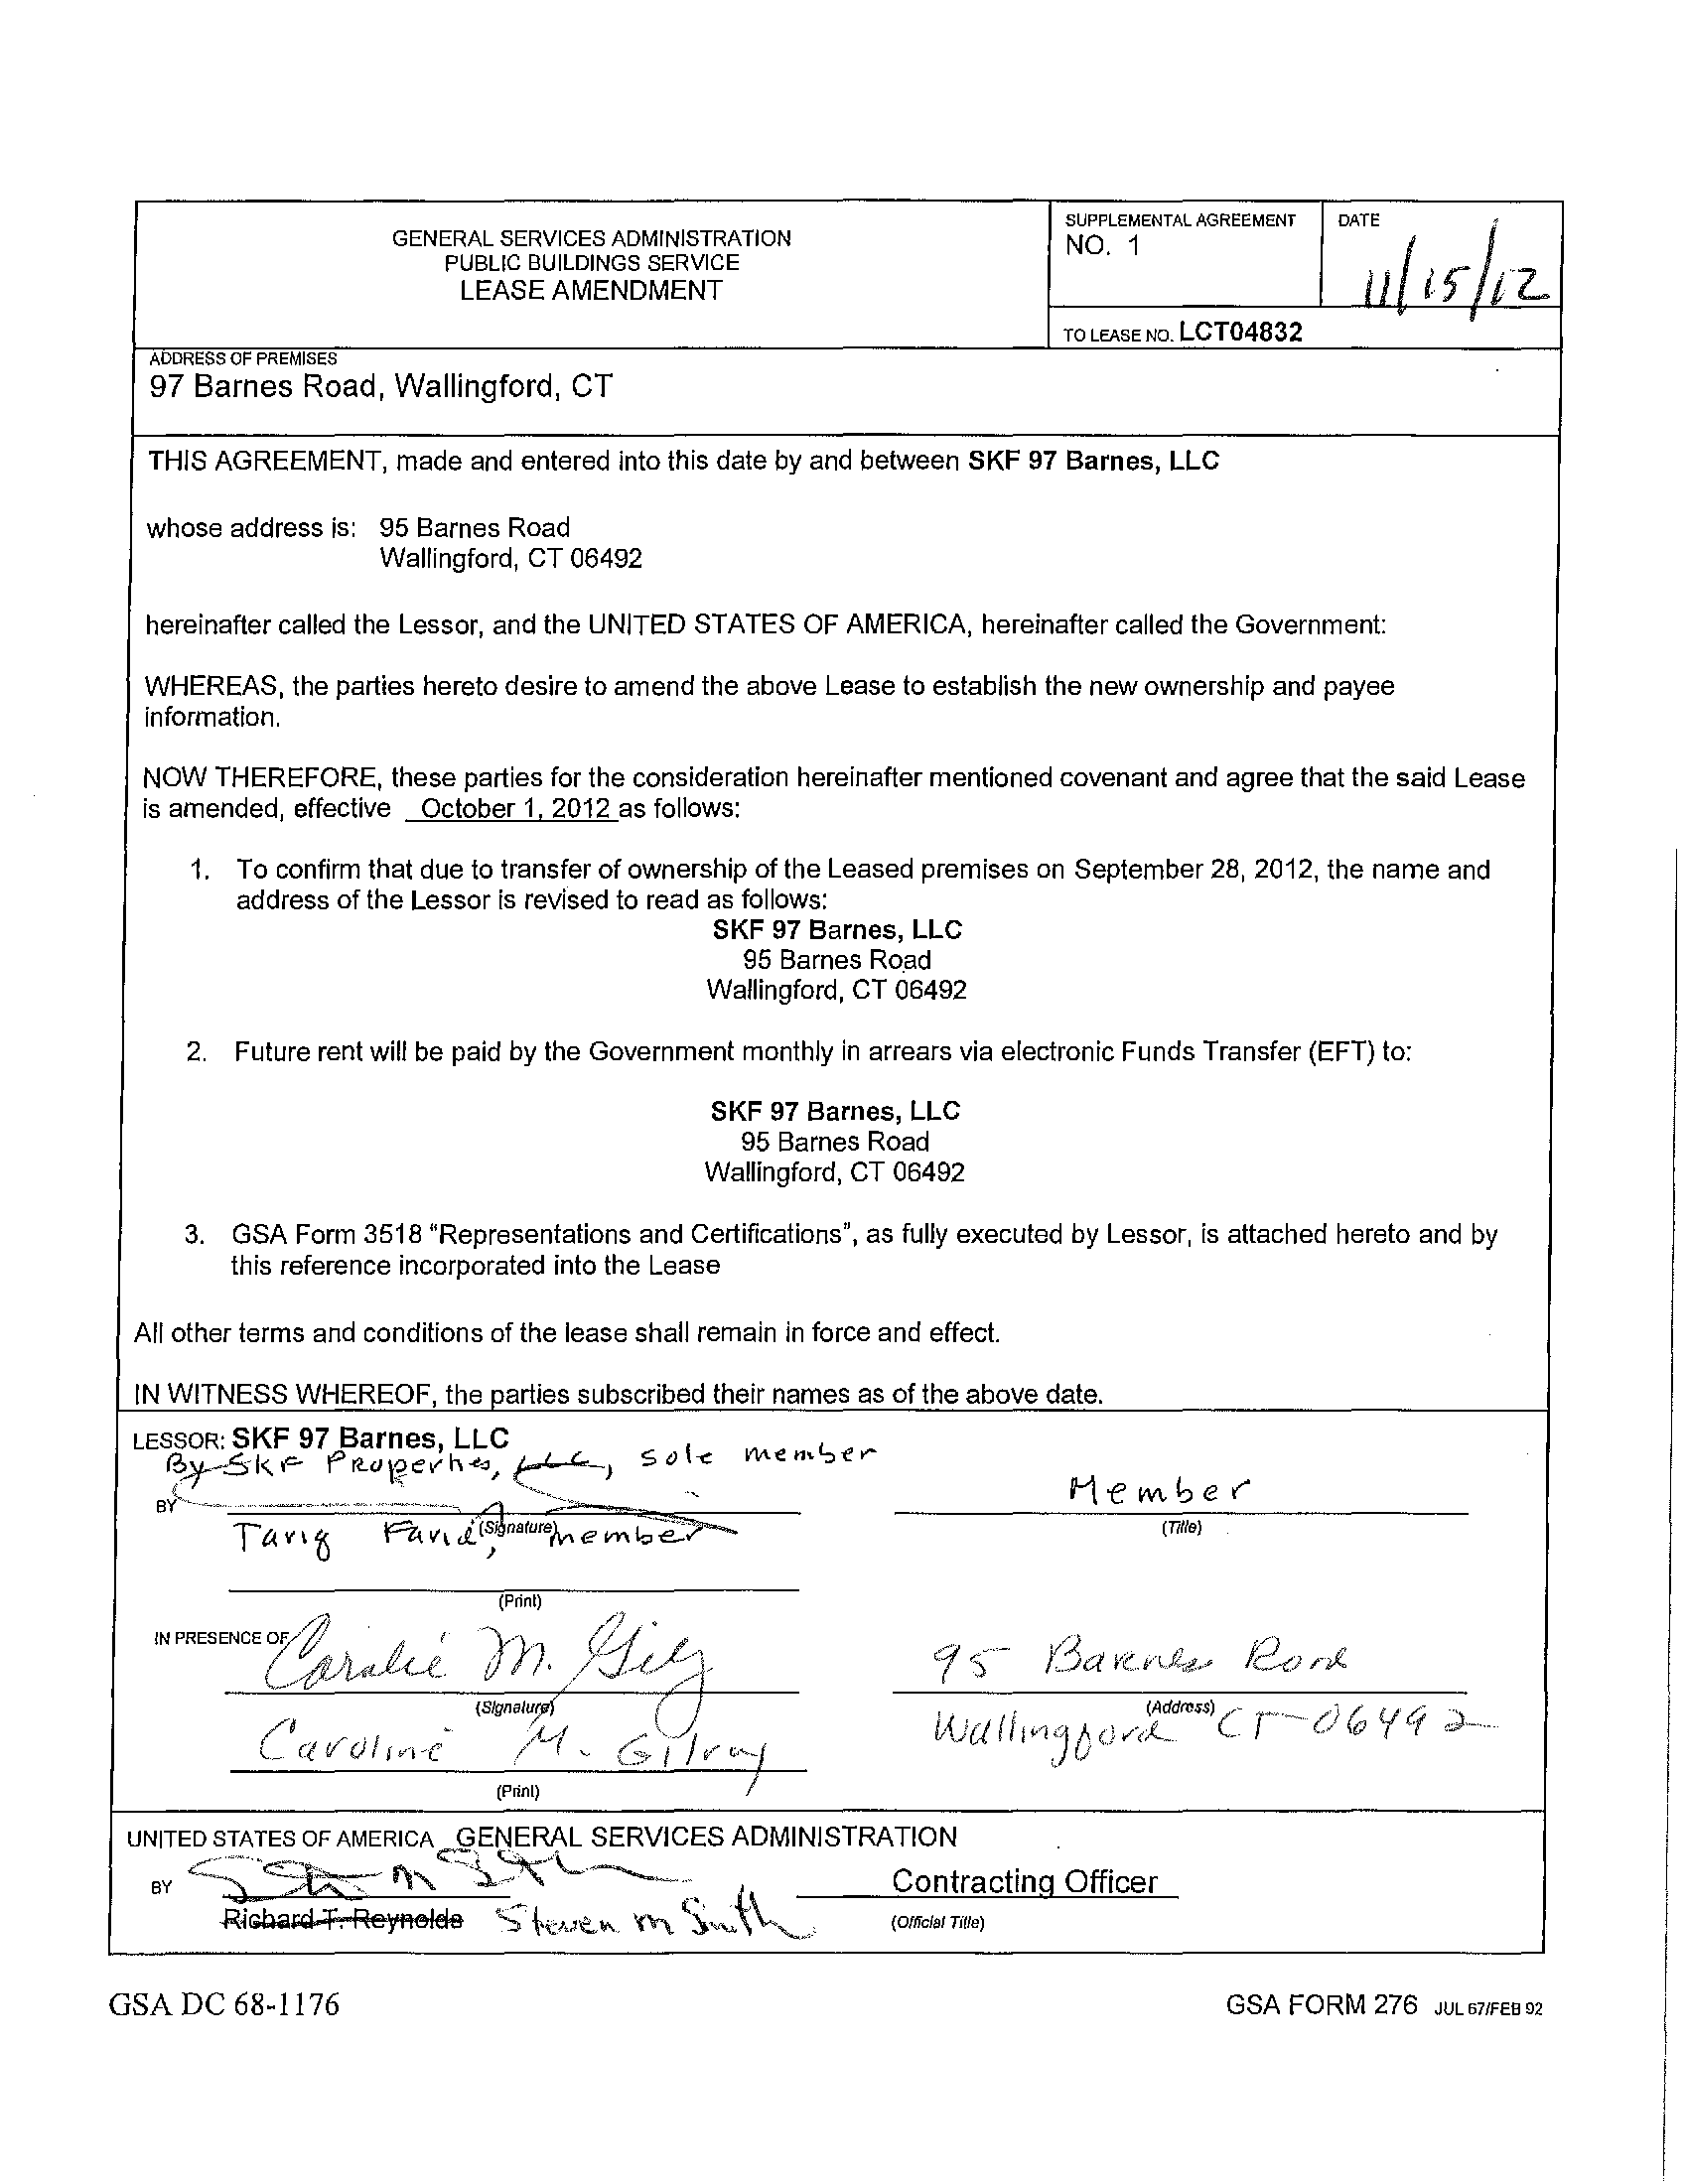 GENERAL SERVICES ADMINISTRATION
PUBLIC BUILDINGS SERVICE
LEASE AMENDMENT
SUPPLEMENTAL AGREEMENT
NO. 1
DATE
11/15/12
TO LEASE NO. LCT04832
ADDRESS OF PREMISES
97 Barnes Road, Wallingford, CT
THIS AGREEMENT, made and entered into this date by and between SKF 97 Barnes, LLC
whose address is: 95 Barnes Road
Wallingford, CT 06492
hereinafter called the Lessor, and the UNITED STATES OF AMERICA, hereinafter called the Government:
WHEREAS, the parties hereto desire to amend the above Lease to establish the new ownership and payee
information.
NOW THEREFORE, these parties for the consideration hereinafter mentioned covenant and agree that the said Lease
is amended, effective October 1, 2012 as follows:
1. To confirm that due to transfer of ownership of the Leased premises on September 28, 2012, the name and
address of the Lessor is revised to read as follows:
SKF 97 Barnes, LLC
95 Barnes Road
Wallingford, CT 06492
2. Future rent will be paid by the Government monthly in arrears via electronic Funds Transfer (EFT) to:
SKF 97 Barnes, LLC
95 Barnes Road
Wallingford, CT 06492
3. GSA Form 3518 "Representations and Certifications", as fully executed by Lessor, is attached hereto and by
this reference incorporated into the Lease
All other terms and conditions of the lease shall remain in force and effect.
IN WITNESS WHEREOF, the parties subscribed their names as of the above date.
LESSOR: SKF 97 Barnes, LLC
By SKF Properties, LLC, sole member
BY
Member
(Signature)
(Title)
Tariq Farid, member
(Print)
IN PRESENCE OF
Caroline M. Gilroy
95 Barnes Road
(Signature)
(Address)
Caroline M. Gilroy
Wallingford CT 06492
(Print)
UNITED STATES OF AMERICA GENERAL SERVICES ADMINISTRATION
BY
Contracting Officer
Richard T. Reynolds Steven M Smith
(Official Title)
GSA DC 68-1176
GSA FORM 276 JUL 67/FEB 92